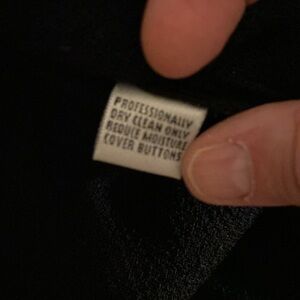 PROFESSIONALLY
DRY CLEAN ONLY
REDUCE MOISTURE
COVER BUTTONS